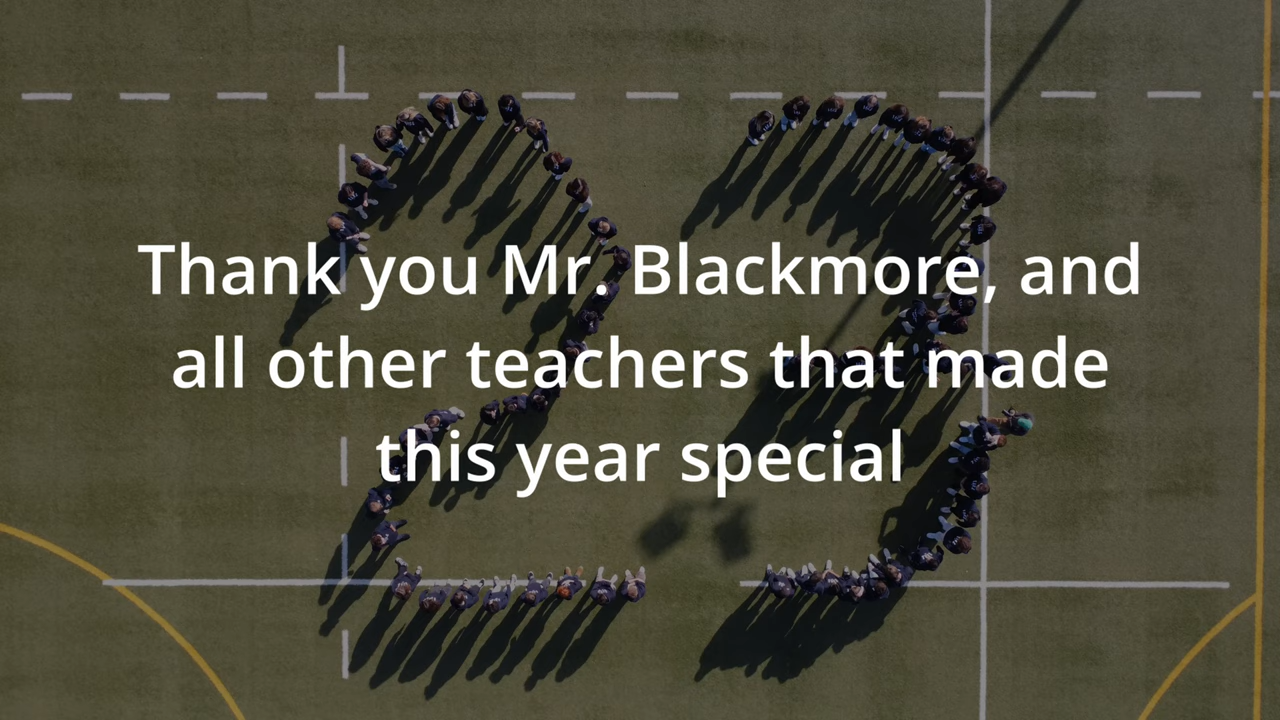 Thank you Mr. Blackmore, and
all other teachers that made
this year special